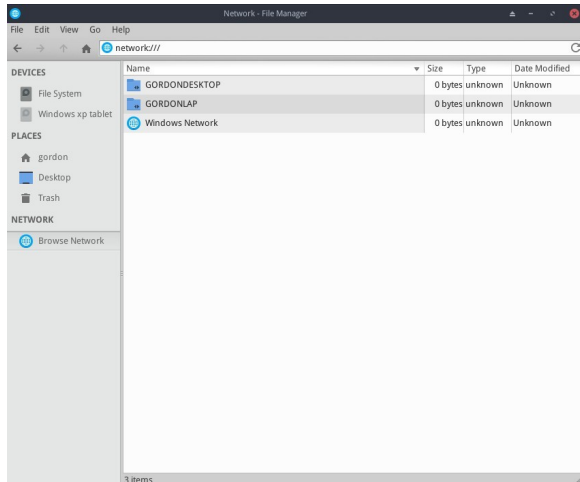 Network - File Manager
File Edit View Go Help
network:///
DEVICES
File System
Windows xp tablet
PLACES
gordon
Desktop
Trash
NETWORK
Browse Network
Name Size Type Date Modified
GORDONDESKTOP 0 bytes unknown Unknown
GORDONLAP 0 bytes unknown Unknown
Windows Network 0 bytes unknown Unknown
3 items